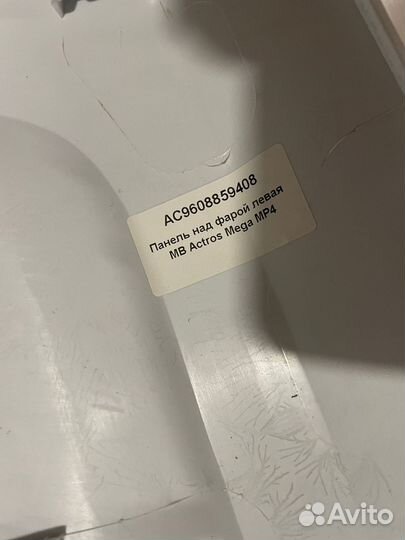 AC9608859408
Панель над фарой левая
MB Actros Mega MP4
Avito